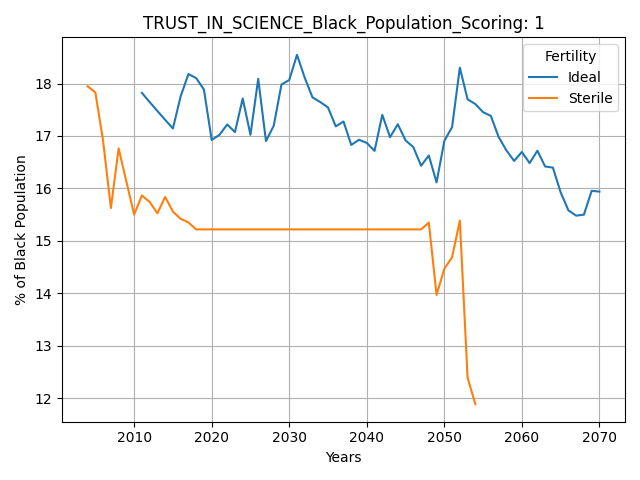 TRUST_IN_SCIENCE_Black_Population_Scoring: 1
Fertility
Ideal
Sterile
% of Black Population
18
17
16
15
14
13
12
2010 2020 2030 2040 2050 2060 2070
Years